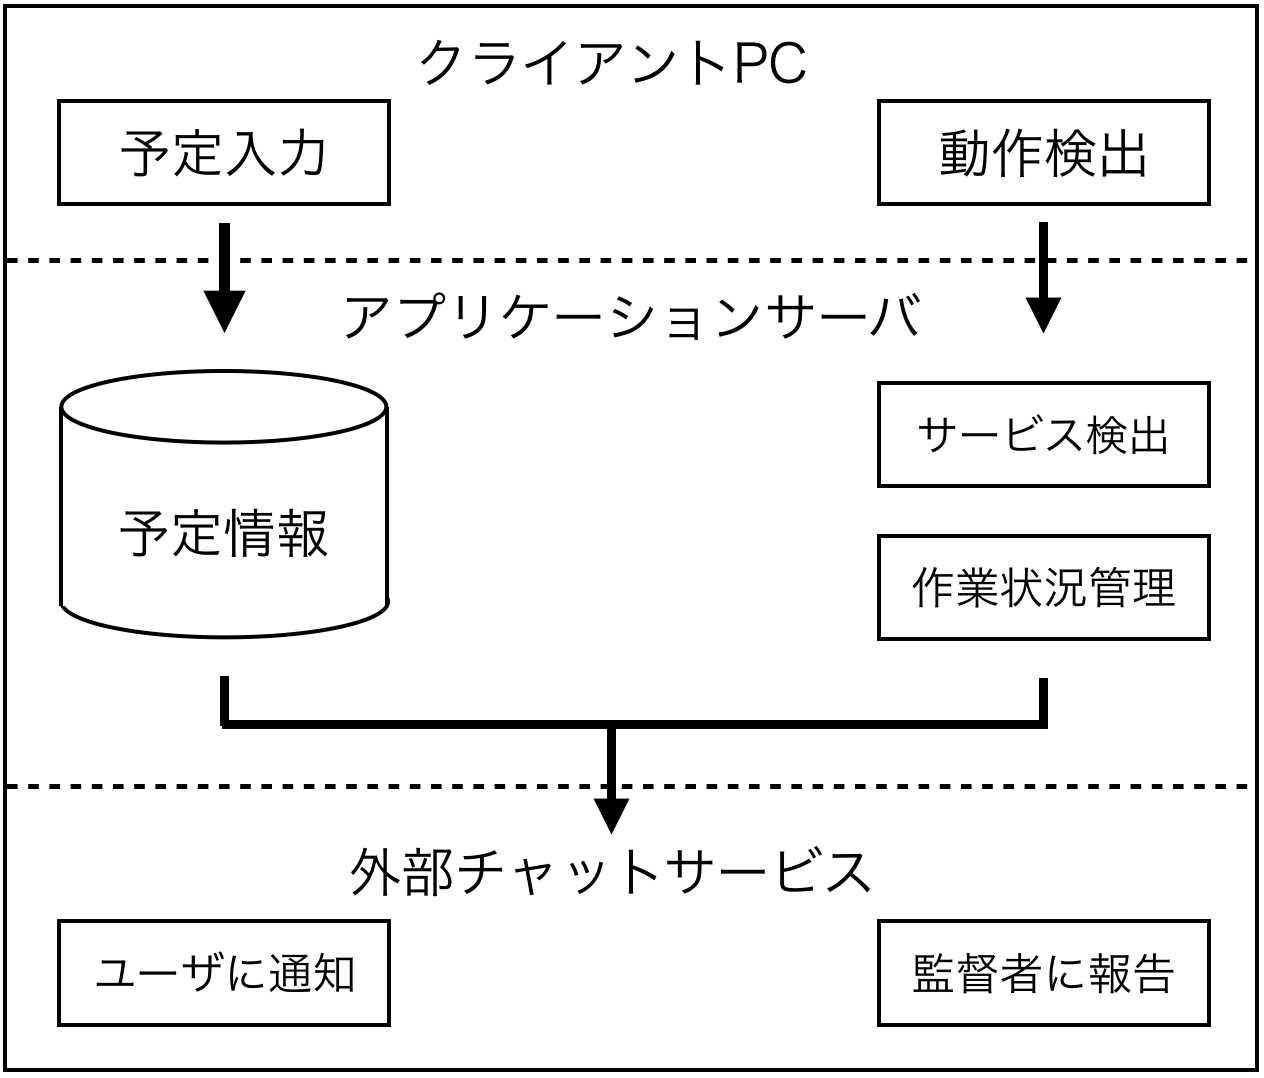 クライアントPC
予定入力
動作検出
アプリケーションサーバ
予定情報
サービス検出
作業状況管理
外部チャットサービス
ユーザに通知
監督者に報告